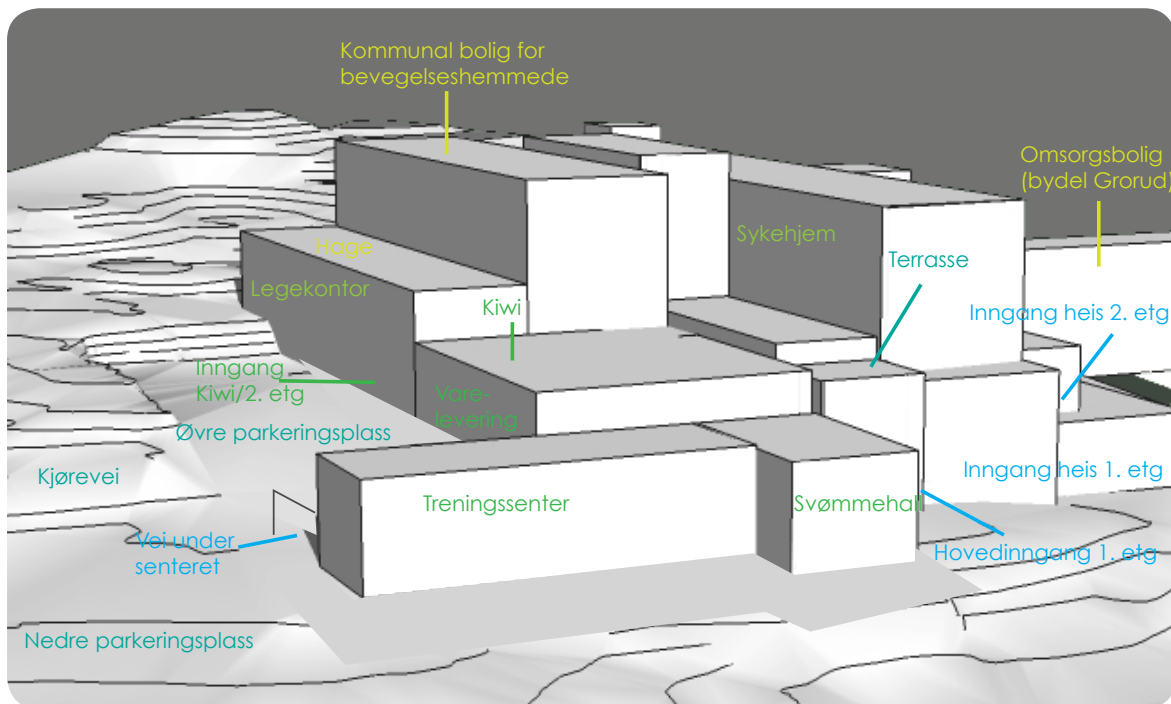 Kommunal bolig for
bevegelseshemmede
Omsorgsbolig
(bydel Grorud)
Sykehjem
Hage
Terrasse
Legekontor
Kiwi
Inngang heis 2. etg
Inngang
Kiwi/2. etg
Vare-
levering
Øvre parkeringsplass
Kjørevei
Inngang heis 1. etg
Treningssenter
Svømmehall
Vei under
senteret
Hovedinngang 1. etg
Nedre parkeringsplass